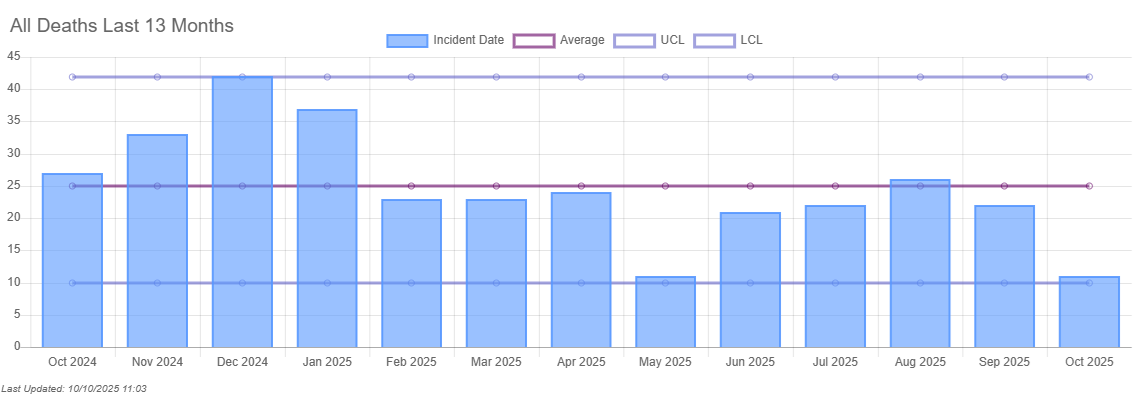 All Deaths Last 13 Months
Incident Date Average UCL LCL
45
40
35
30
25
20
15
10
5
0
Oct 2024 Nov 2024 Dec 2024 Jan 2025 Feb 2025 Mar 2025 Apr 2025 May 2025 Jun 2025 Jul 2025 Aug 2025 Sep 2025 Oct 2025
Last Updated: 10/10/2025 11:03